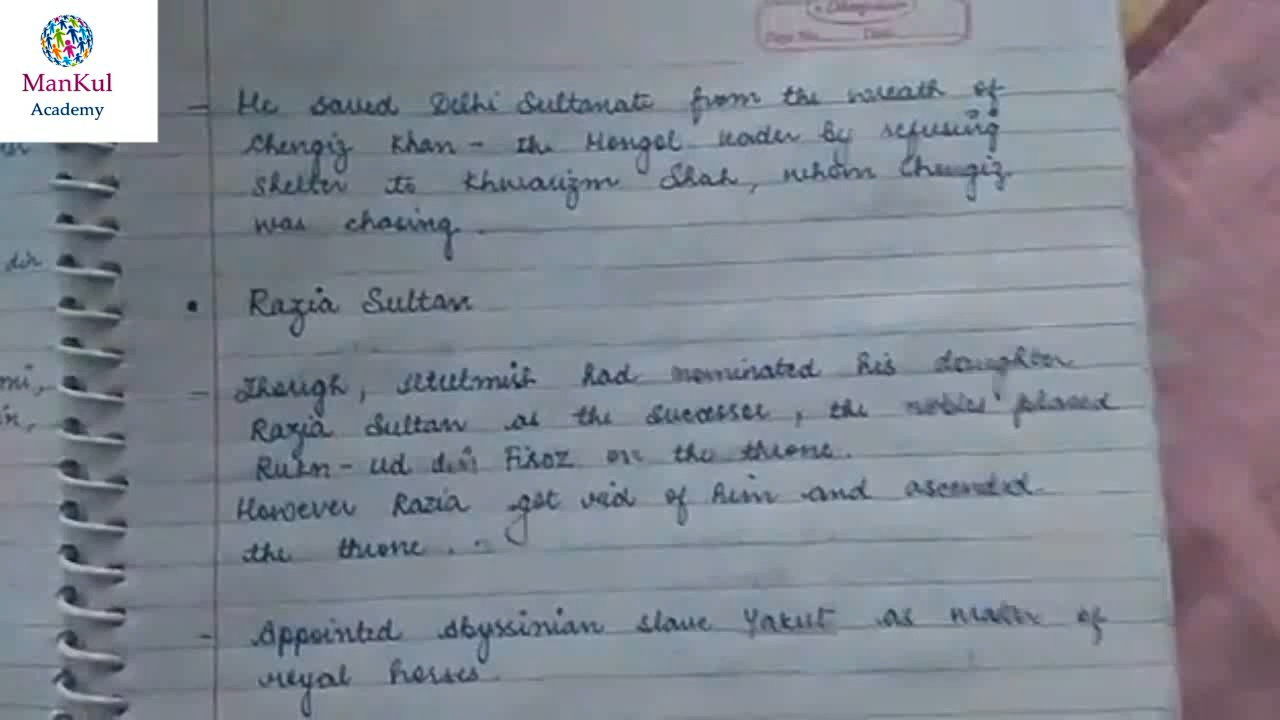 ManKul
Academy
- He saved Delhi Sultanate from the wreath of
Chengiz Khan - the Mongol leader by refusing
shelter to Khwarizm Shah, whom Chengiz
was chasing.
• Razia Sultan
- Though, Iltutmish had nominated his daughter
Razia Sultan as the successor, the nobles placed
Rukn-ud din Firoz on the throne.
However Razia got rid of him and ascended
the throne.
- Appointed Abyssinian slave Yakut as master of
royal horses.
din